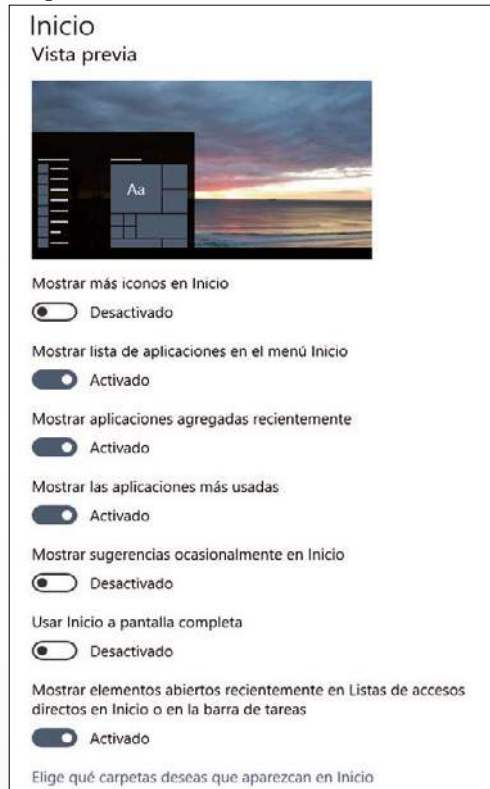 Inicio
Vista previa
Aa
Mostrar más iconos en Inicio
Desactivado
Mostrar lista de aplicaciones en el menú Inicio
Activado
Mostrar aplicaciones agregadas recientemente
Activado
Mostrar las aplicaciones más usadas
Activado
Mostrar sugerencias ocasionalmente en Inicio
Desactivado
Usar Inicio a pantalla completa
Desactivado
Mostrar elementos abiertos recientemente en Listas de accesos
directos en Inicio o en la barra de tareas
Activado
Elige qué carpetas deseas que aparezcan en Inicio